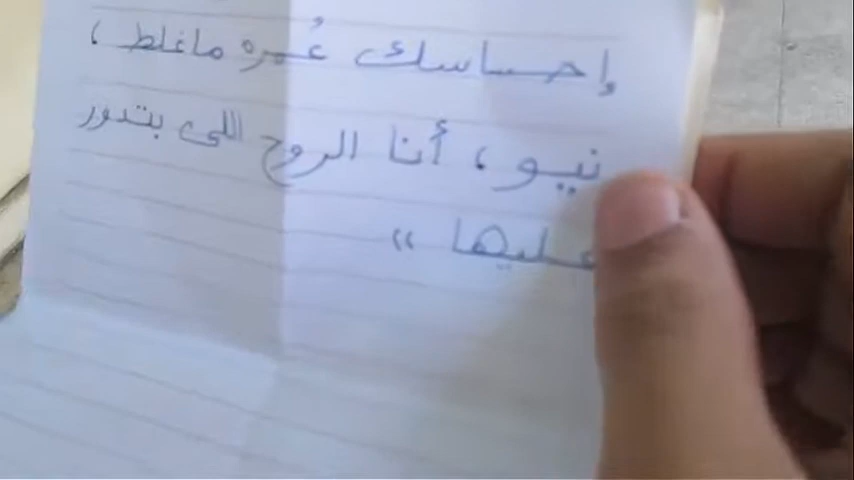 إحساسك عُمره ماغلط ،
نيو ، أنا الروح اللى بتدور
عليها »